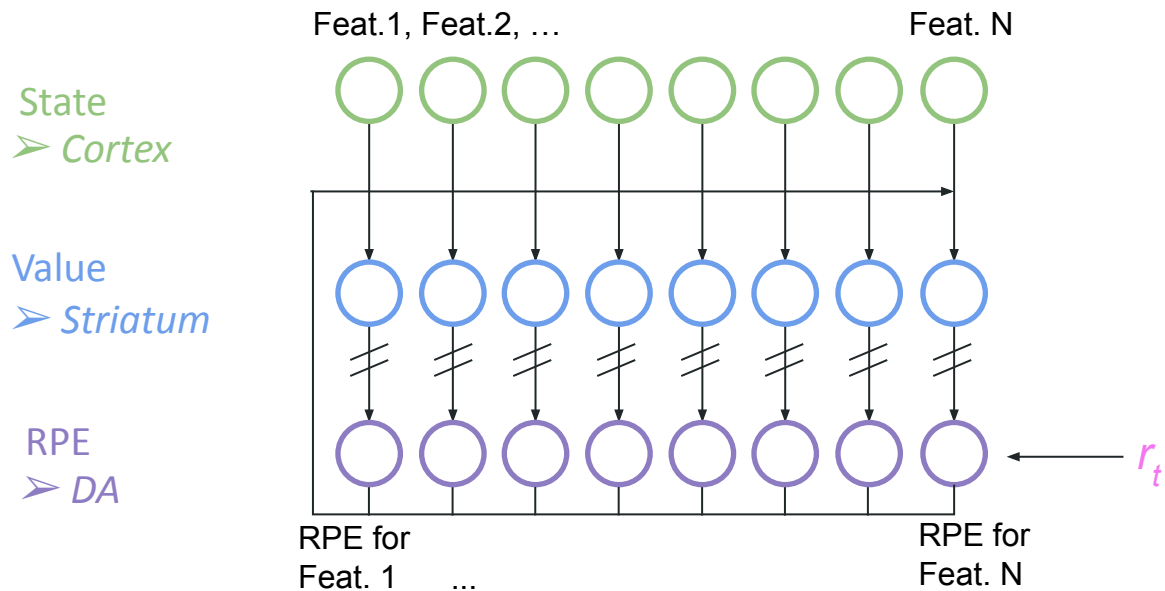 Feat.1, Feat.2, …
Feat. N
State
➢ Cortex
Value
➢ Striatum
RPE
➢ DA
r_t
RPE for
Feat. 1
...
RPE for
Feat. N